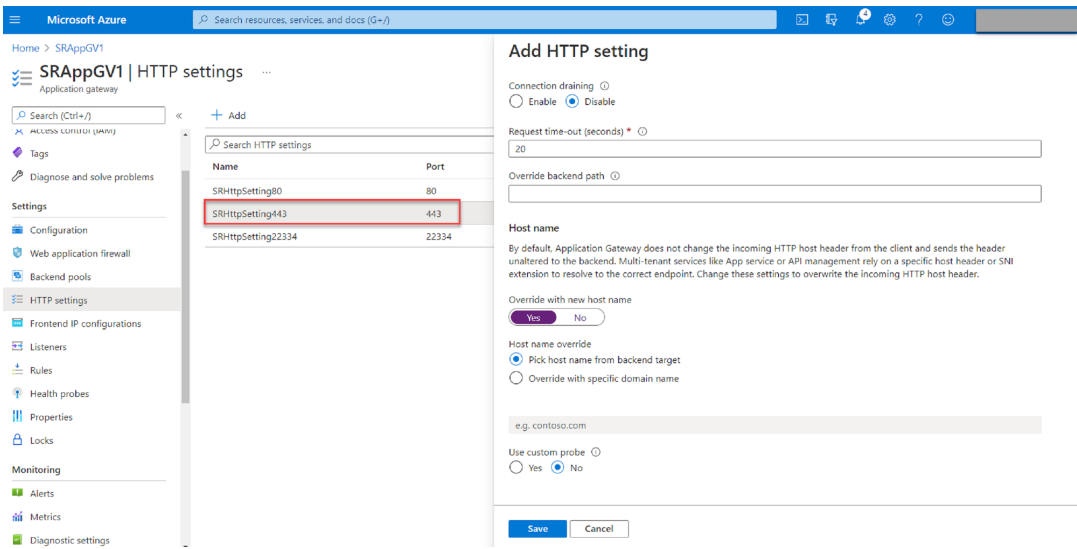 Microsoft Azure
Search resources, services, and docs (G+/)
4
Home > SRAppGV1
SRAppGV1 | HTTP settings ...
Application gateway
Search (Ctrl+/)
«
Access control (IAM)
Tags
Diagnose and solve problems
Settings
Configuration
Web application firewall
Backend pools
HTTP settings
Frontend IP configurations
Listeners
Rules
Health probes
Properties
Locks
Monitoring
Alerts
Metrics
Diagnostic settings
+ Add
Search HTTP settings
Name Port
SRHttpSetting80 80
SRHttpSetting443 443
SRHttpSetting22334 22334
Add HTTP setting
Connection draining
Enable Disable
Request time-out (seconds) *
20
Override backend path
Host name
By default, Application Gateway does not change the incoming HTTP host header from the client and sends the header
unaltered to the backend. Multi-tenant services like App service or API management rely on a specific host header or SNI
extension to resolve to the correct endpoint. Change these settings to overwrite the incoming HTTP host header.
Override with new host name
Yes No
Host name override
Pick host name from backend target
Override with specific domain name
e.g. contoso.com
Use custom probe
Yes No
Save Cancel